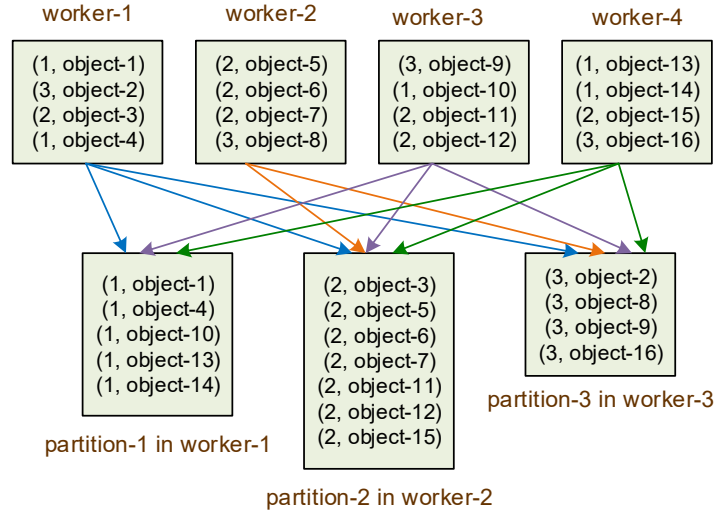 worker-1
worker-2
worker-3
worker-4
(1, object-1)
(3, object-2)
(2, object-3)
(1, object-4)
(2, object-5)
(2, object-6)
(2, object-7)
(3, object-8)
(3, object-9)
(1, object-10)
(2, object-11)
(2, object-12)
(1, object-13)
(1, object-14)
(2, object-15)
(3, object-16)
(1, object-1)
(1, object-4)
(1, object-10)
(1, object-13)
(1, object-14)
partition-1 in worker-1
(2, object-3)
(2, object-5)
(2, object-6)
(2, object-7)
(2, object-11)
(2, object-12)
(2, object-15)
partition-2 in worker-2
(3, object-2)
(3, object-8)
(3, object-9)
(3, object-16)
partition-3 in worker-3